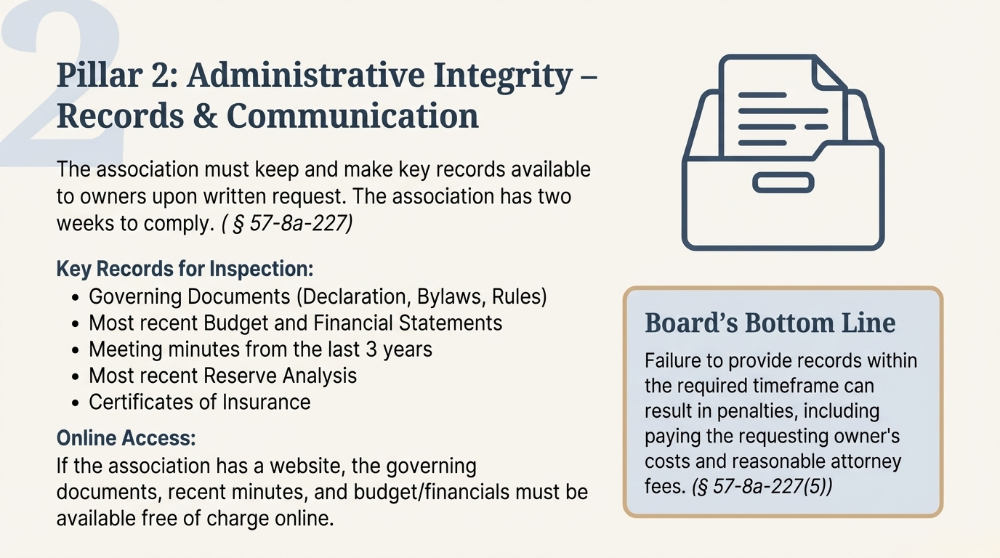 2
Pillar 2: Administrative Integrity –
Records & Communication
The association must keep and make key records available
to owners upon written request. The association has two
weeks to comply. ( § 57-8a-227)
Key Records for Inspection:
• Governing Documents (Declaration, Bylaws, Rules)
• Most recent Budget and Financial Statements
• Meeting minutes from the last 3 years
• Most recent Reserve Analysis
• Certificates of Insurance
Online Access:
If the association has a website, the governing
documents, recent minutes, and budget/financials must be
available free of charge online.
Board’s Bottom Line
Failure to provide records within
the required timeframe can
result in penalties, including
paying the requesting owner's
costs and reasonable attorney
fees. (§ 57-8a-227(5))